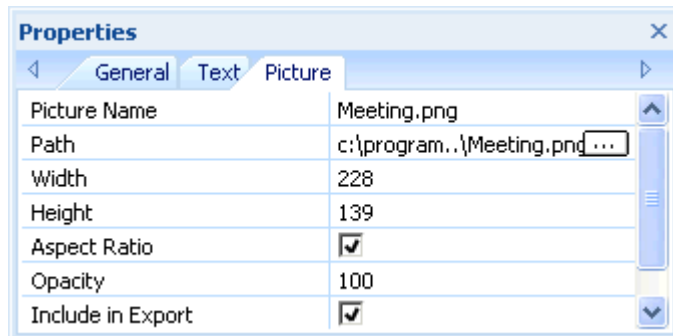 Properties
General Text Picture
Picture Name Meeting.png
Path c:\program..\Meeting.png ...
Width 228
Height 139
Aspect Ratio
Opacity 100
Include in Export